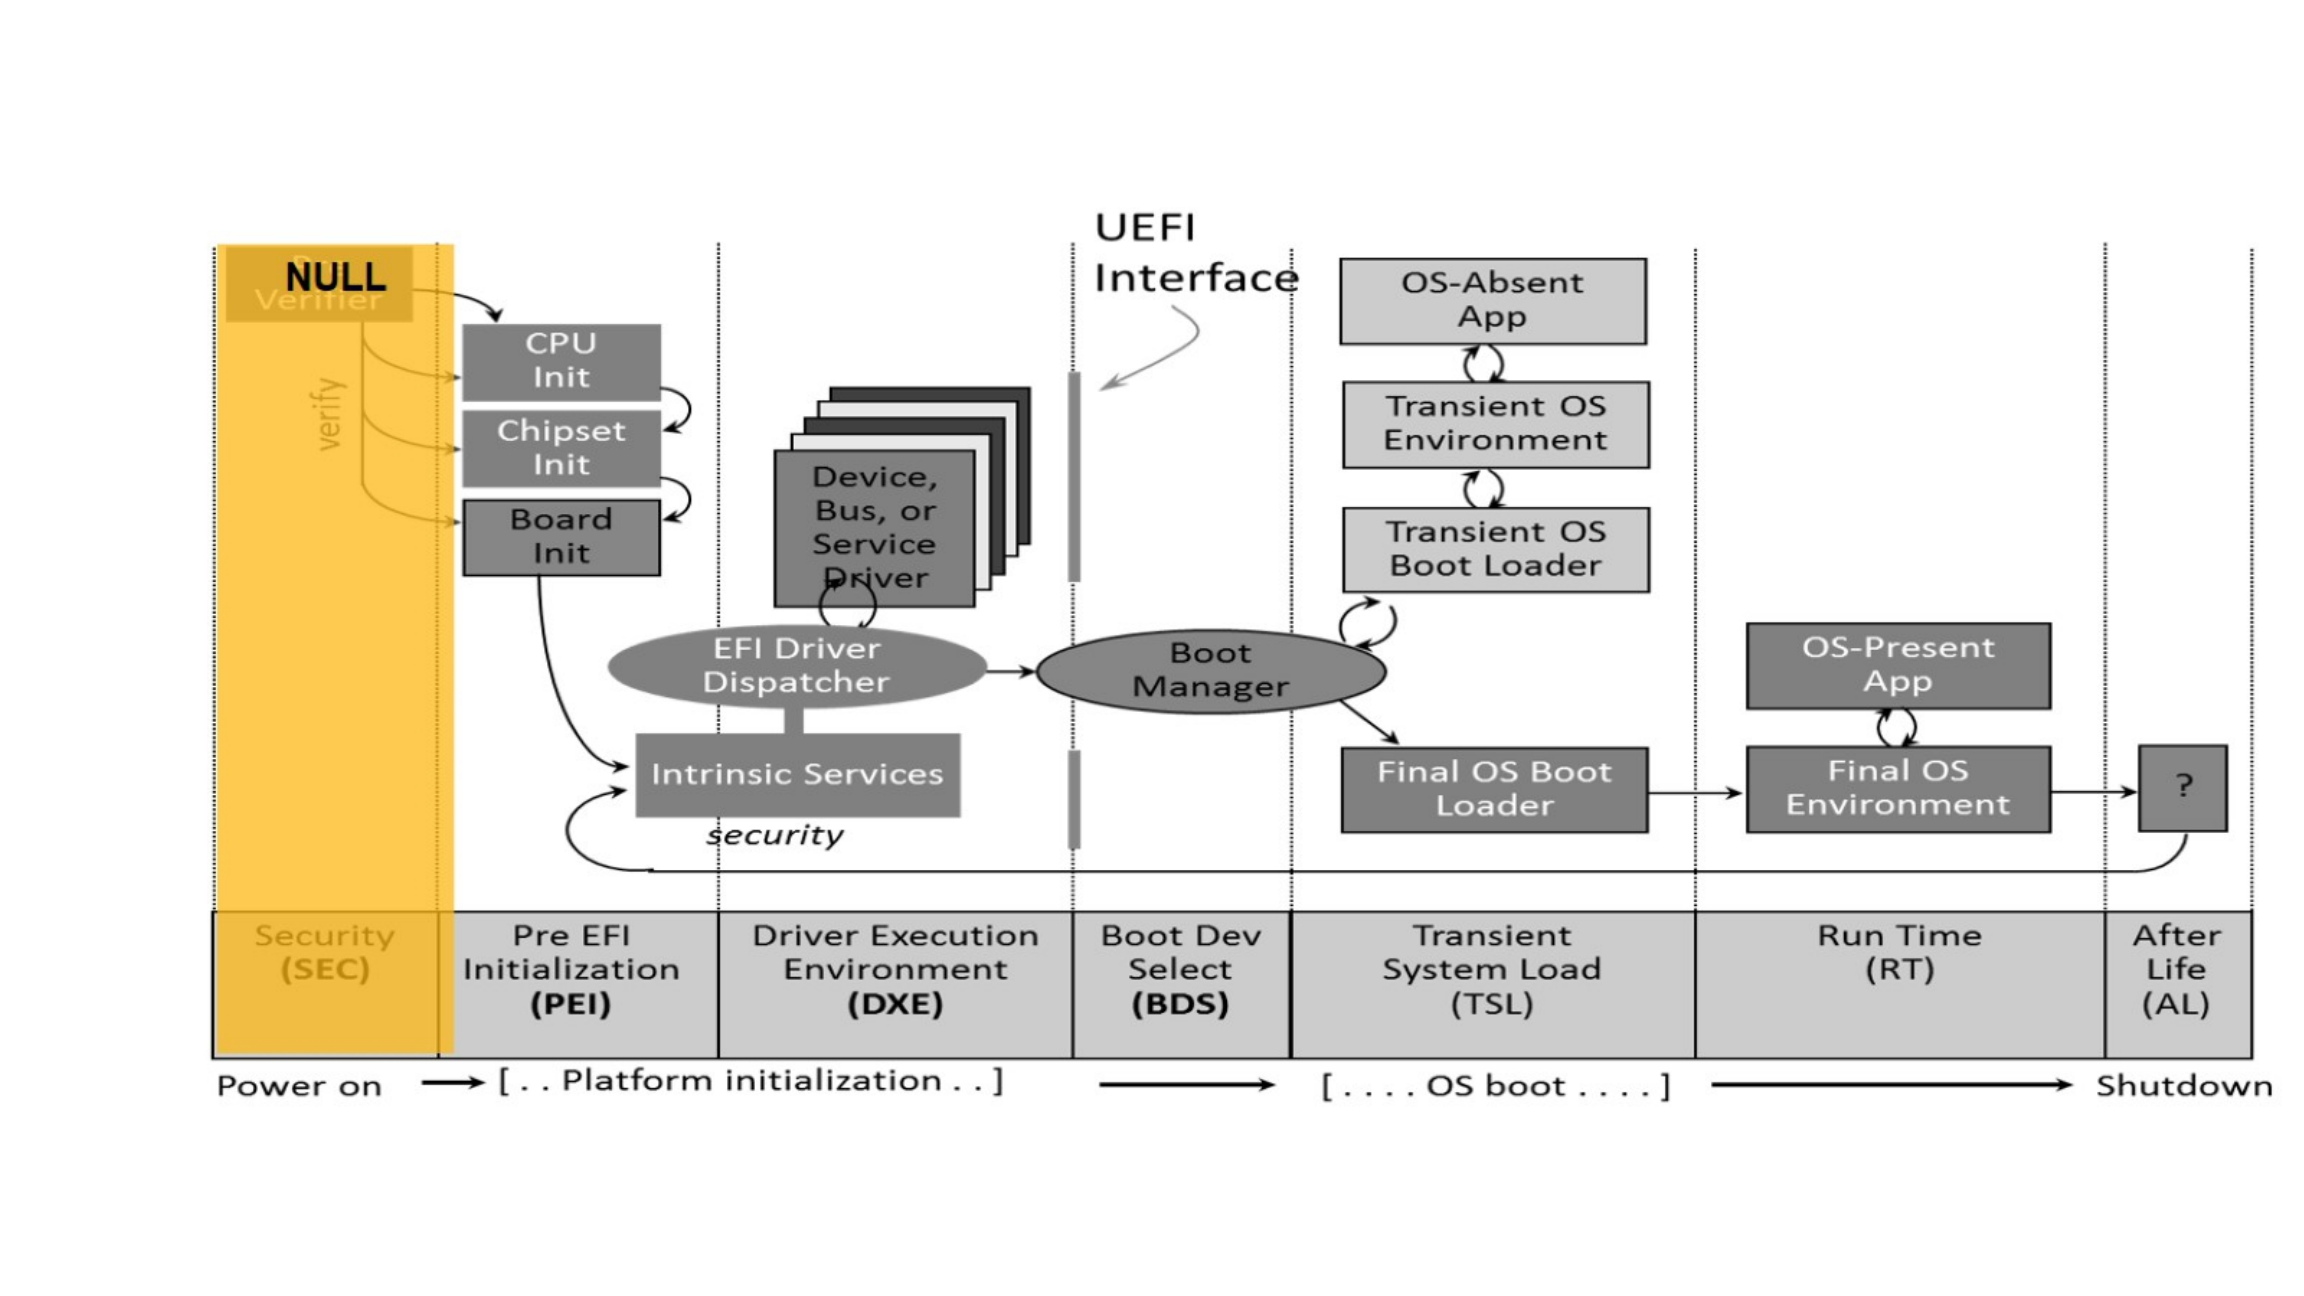 UEFI
Interface
NULL
Verifier
verify
CPU
Init
Chipset
Init
Board
Init
Device,
Bus, or
Service
Driver
EFI Driver
Dispatcher
Intrinsic Services
security
Boot
Manager
OS-Absent
App
Transient OS
Environment
Transient OS
Boot Loader
Final OS Boot
Loader
OS-Present
App
Final OS
Environment
?
Security
(SEC)
Pre EFI
Initialization
(PEI)
Driver Execution
Environment
(DXE)
Boot Dev
Select
(BDS)
Transient
System Load
(TSL)
Run Time
(RT)
After
Life
(AL)
Power on
[ . . Platform initialization . . ]
[ . . . . OS boot . . . . ]
Shutdown